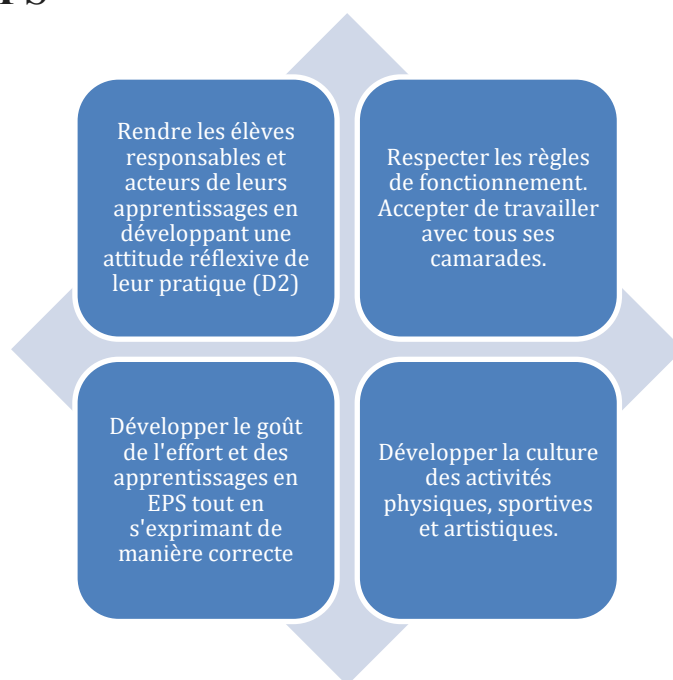 Rendre les élèves
responsables et
acteurs de leurs
apprentissages en
développant une
attitude réflexive de
leur pratique (D2)
Respecter les règles
de fonctionnement.
Accepter de travailler
avec tous ses
camarades.
Développer le goût
de l'effort et des
apprentissages en
EPS tout en
s'exprimant de
manière correcte
Développer la culture
des activités
physiques, sportives
et artistiques.